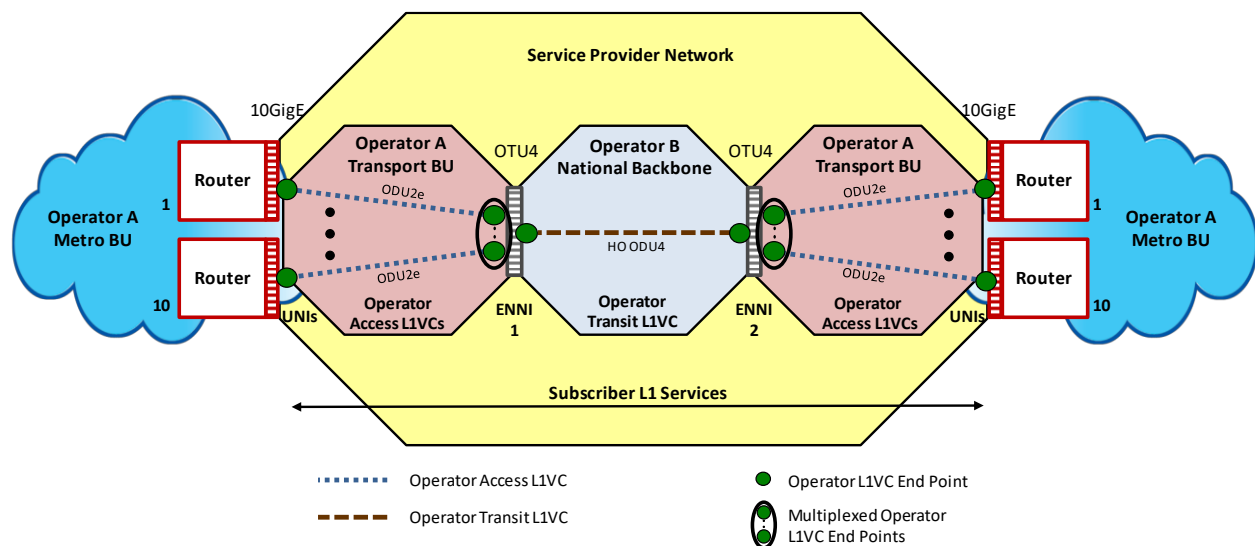 Service Provider Network
10GigE
10GigE
Operator A
Transport BU
OTU4
Operator B
National Backbone
OTU4
Operator A
Transport BU
Router
1
Operator A
Metro BU
Router
10
ODU2e
ODU2e
HO ODU4
ODU2e
ODU2e
Router
1
Operator A
Metro BU
Router
10
UNIs
Operator
Access L1VCs
ENNI
1
Operator
Transit L1VC
ENNI
2
Operator
Access L1VCs
UNIs
Subscriber L1 Services
Operator Access L1VC
Operator Transit L1VC
Operator L1VC End Point
Multiplexed Operator
L1VC End Points